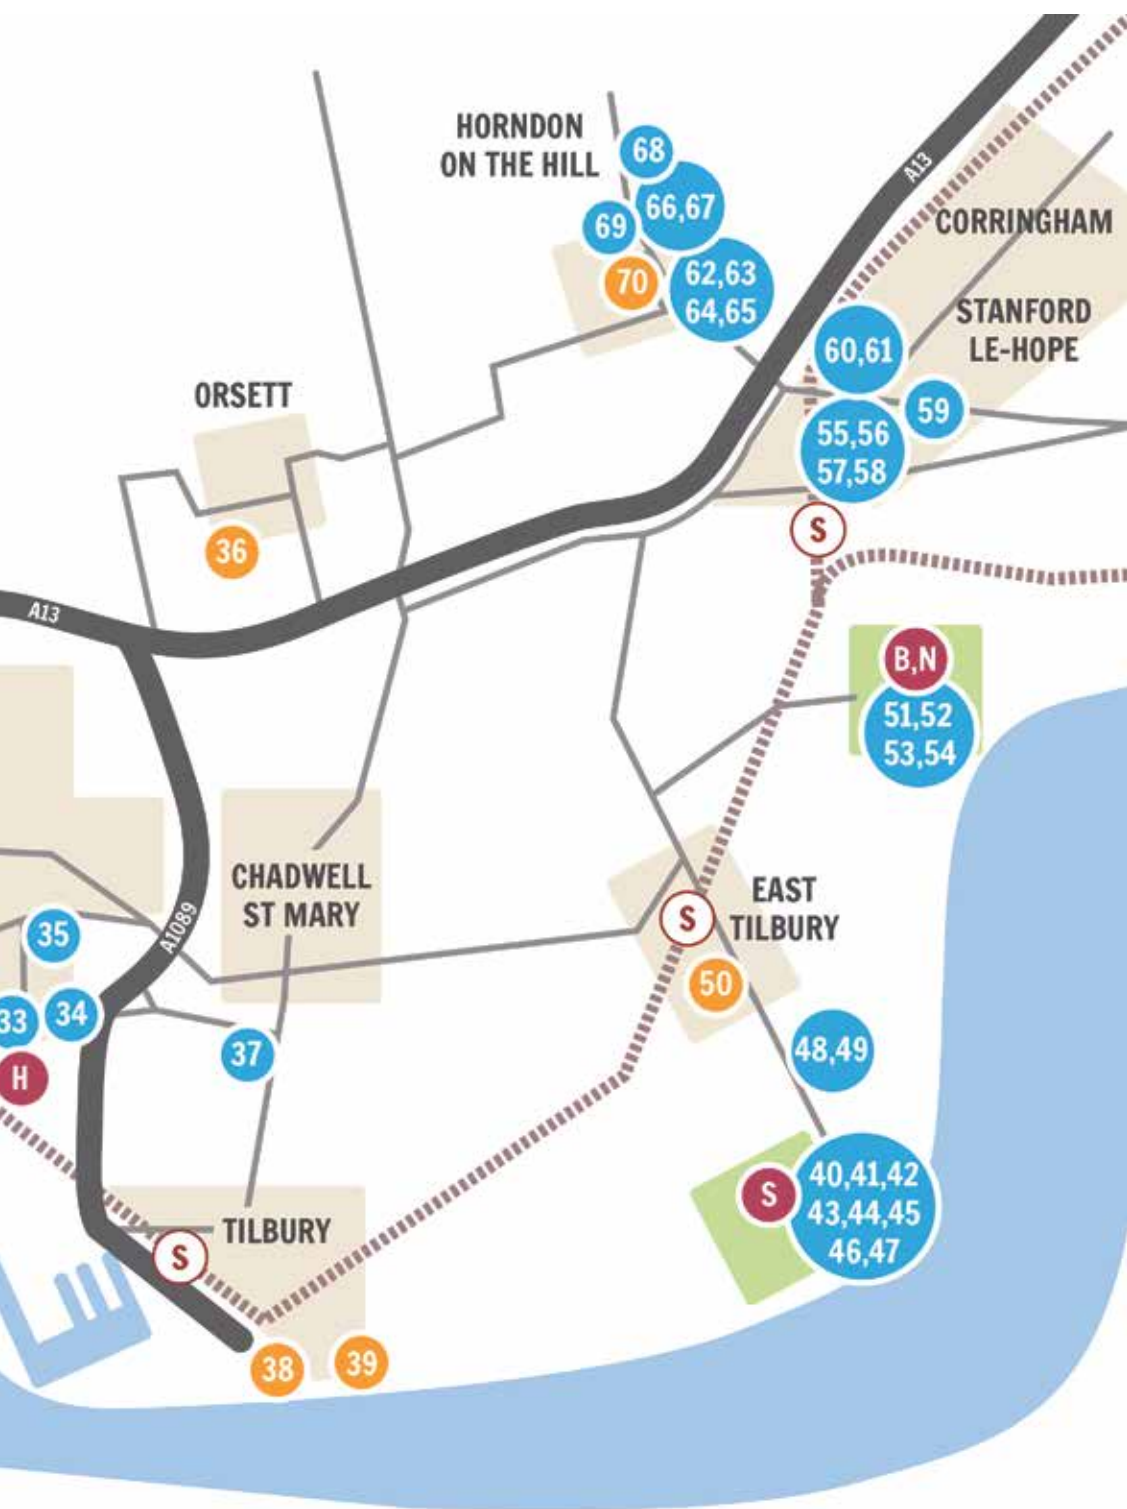 HORNDON
ON THE HILL
68
66,67
69
A13
CORRINGHAM
70
62,63
64,65
STANFORD
LE-HOPE
60,61
ORSETT
59
55,56
57,58
S
36
A13
B,N
51,52
53,54
CHADWELL
ST MARY
EAST
TILBURY
S
A1089
35
50
33
34
48,49
37
H
40,41,42
43,44,45
46,47
S
TILBURY
S
38
39